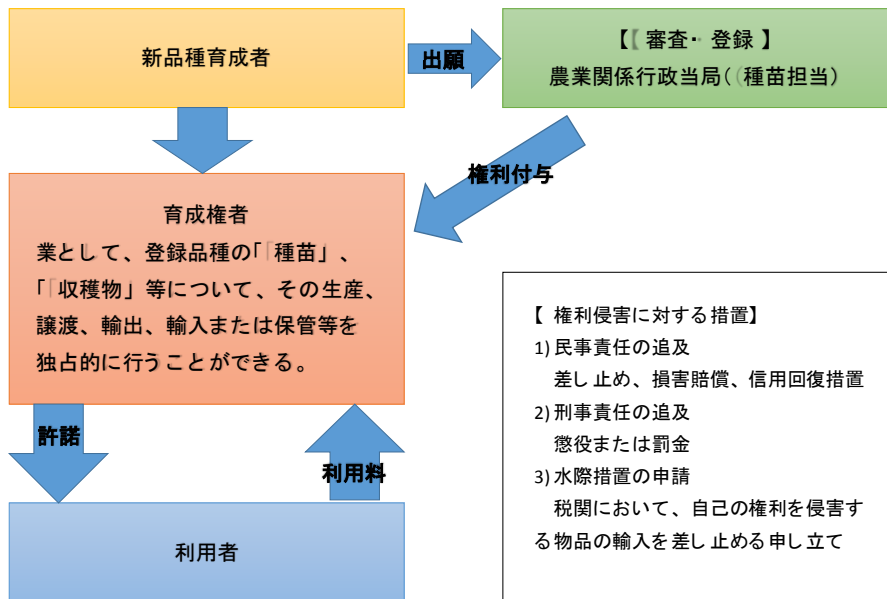 新品種育成者
出願
【審査・ 登録 】
農業関係行政当局(種苗担当)
権利付与
育成権者
業として、登録品種の「種苗」、
「収穫物」等について、その生産、
譲渡、輸出、輸入または保管等を
独占的に行うことができる。
許諾
利用料
利用者
【 権利侵害に対する措置】
1) 民事責任の追及
差し止め、損害賠償、信用回復措置
2) 刑事責任の追及
懲役または罰金
3) 水際措置の申請
税関において、自己の権利を侵害す
る物品の輸入を差し止める申し立て